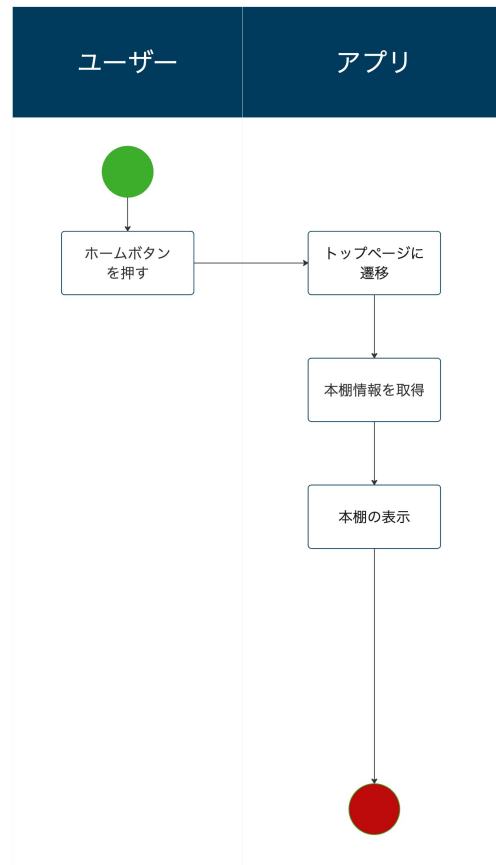 ユーザー
アプリ
ホームボタン
を押す
トップページに
遷移
本棚情報を取得
本棚の表示